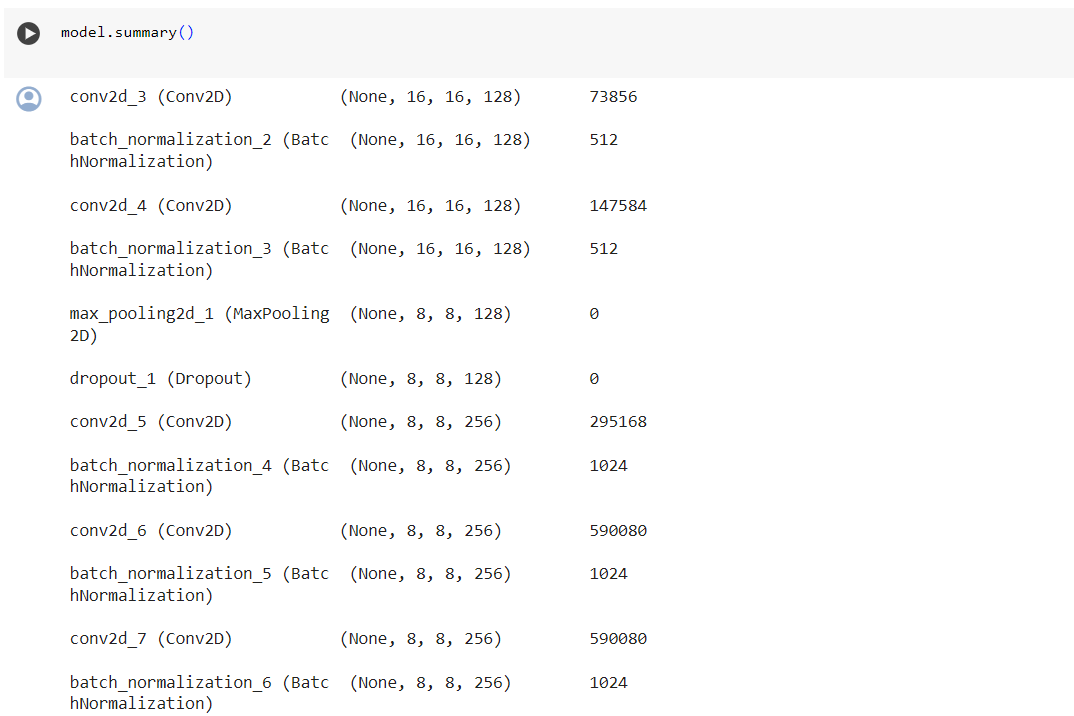 model.summary()
conv2d_3 (Conv2D) (None, 16, 16, 128) 73856
batch_normalization_2 (Batc (None, 16, 16, 128) 512
hNormalization)
conv2d_4 (Conv2D) (None, 16, 16, 128) 147584
batch_normalization_3 (Batc (None, 16, 16, 128) 512
hNormalization)
max_pooling2d_1 (MaxPooling (None, 8, 8, 128) 0
2D)
dropout_1 (Dropout) (None, 8, 8, 128) 0
conv2d_5 (Conv2D) (None, 8, 8, 256) 295168
batch_normalization_4 (Batc (None, 8, 8, 256) 1024
hNormalization)
conv2d_6 (Conv2D) (None, 8, 8, 256) 590080
batch_normalization_5 (Batc (None, 8, 8, 256) 1024
hNormalization)
conv2d_7 (Conv2D) (None, 8, 8, 256) 590080
batch_normalization_6 (Batc (None, 8, 8, 256) 1024
hNormalization)